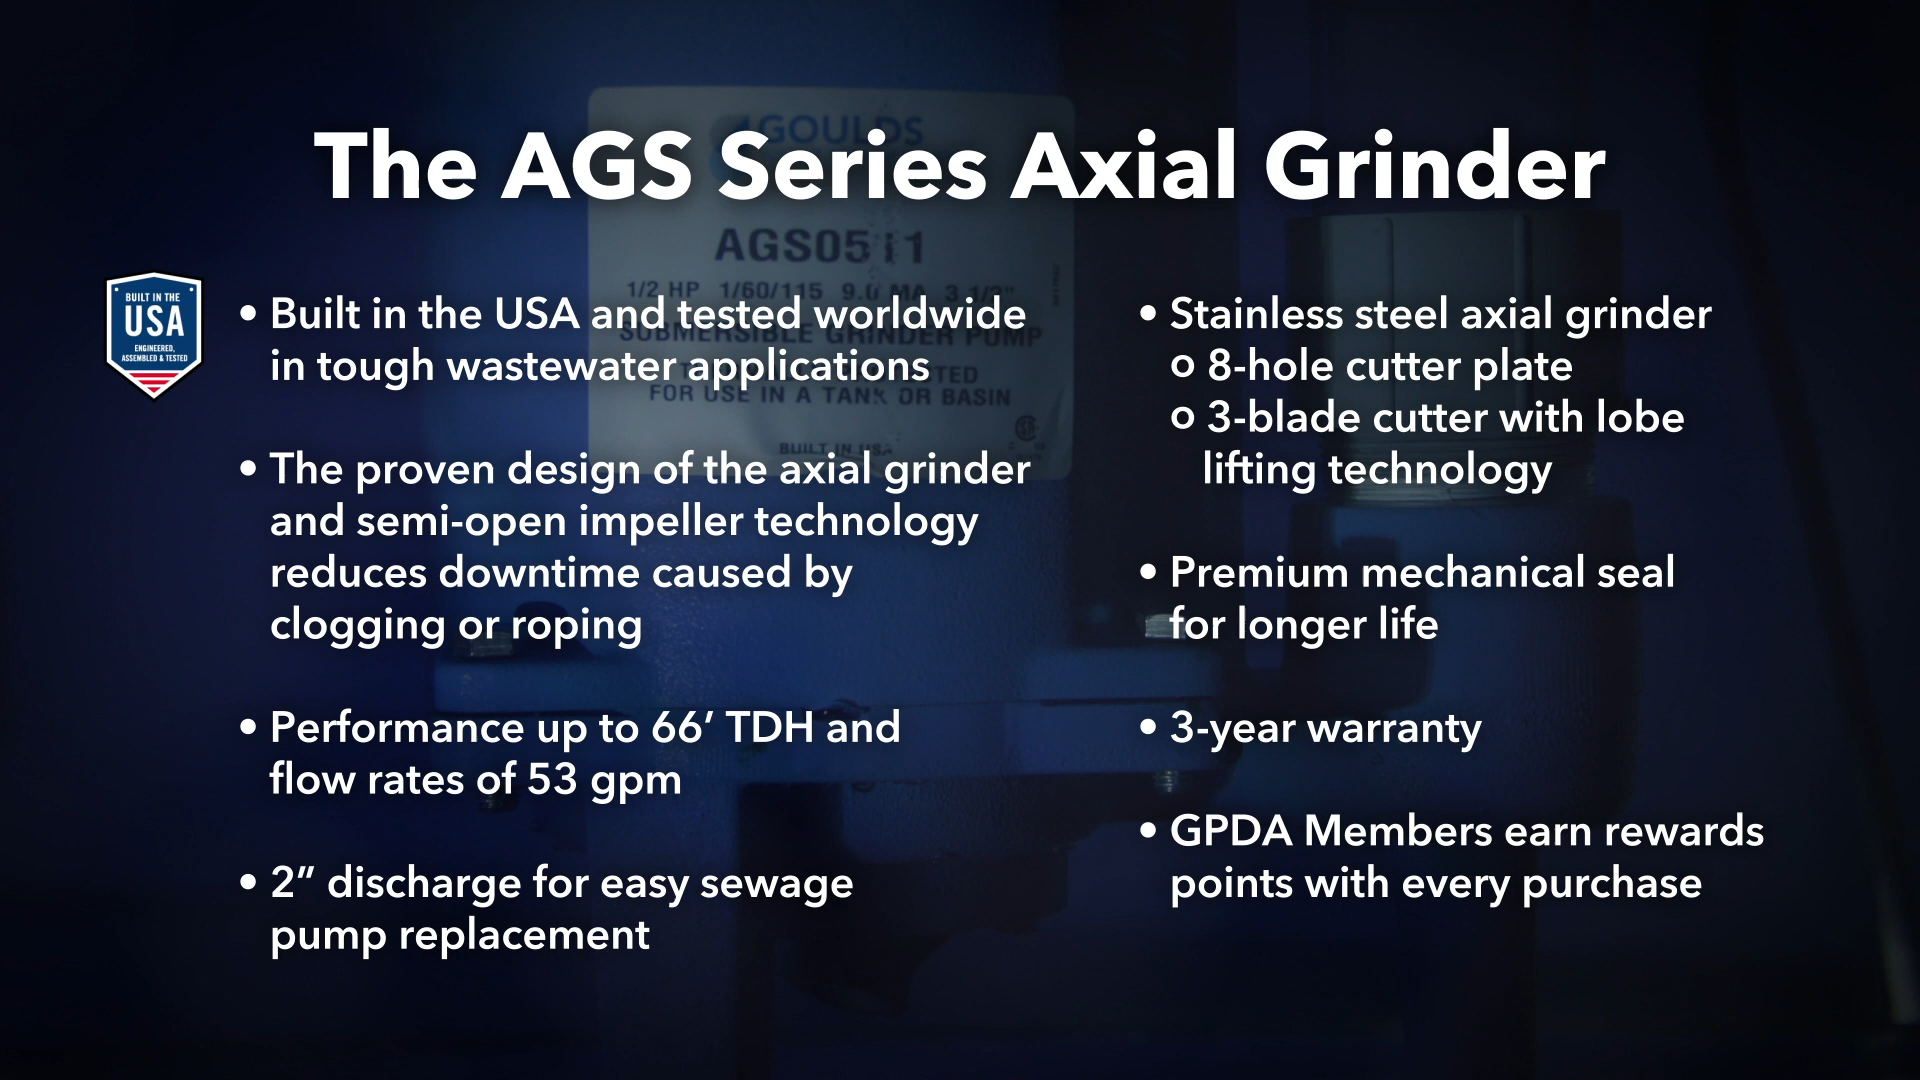 The AGS Series Axial Grinder
BUILT IN THE
USA
ENGINEERED,
ASSEMBLED & TESTED
• Built in the USA and tested worldwide
in tough wastewater applications
• The proven design of the axial grinder
and semi-open impeller technology
reduces downtime caused by
clogging or roping
• Performance up to 66’ TDH and
flow rates of 53 gpm
• 2” discharge for easy sewage
pump replacement
• Stainless steel axial grinder
o 8-hole cutter plate
o 3-blade cutter with lobe
lifting technology
• Premium mechanical seal
for longer life
• 3-year warranty
• GPDA Members earn rewards
points with every purchase
GOULDS
1/2 HP 1/60/115
SUBMERSIBLE GRINDER PUMP
FOR USE IN A TANK OR BASIN
BUILT IN USA